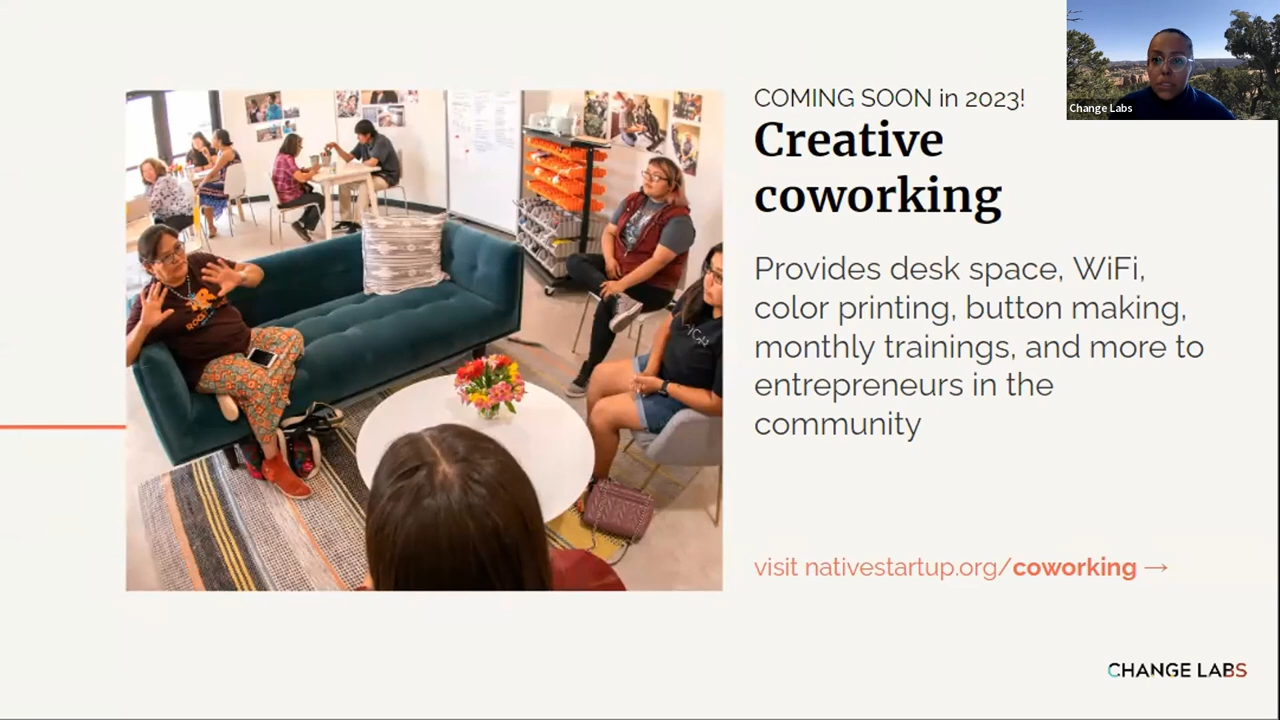 COMING SOON in 2023!
Creative
coworking
Provides desk space, WiFi,
color printing, button making,
monthly trainings, and more to
entrepreneurs in the
community
visit nativestartup.org/coworking →
CHANGE LABS
Change Labs